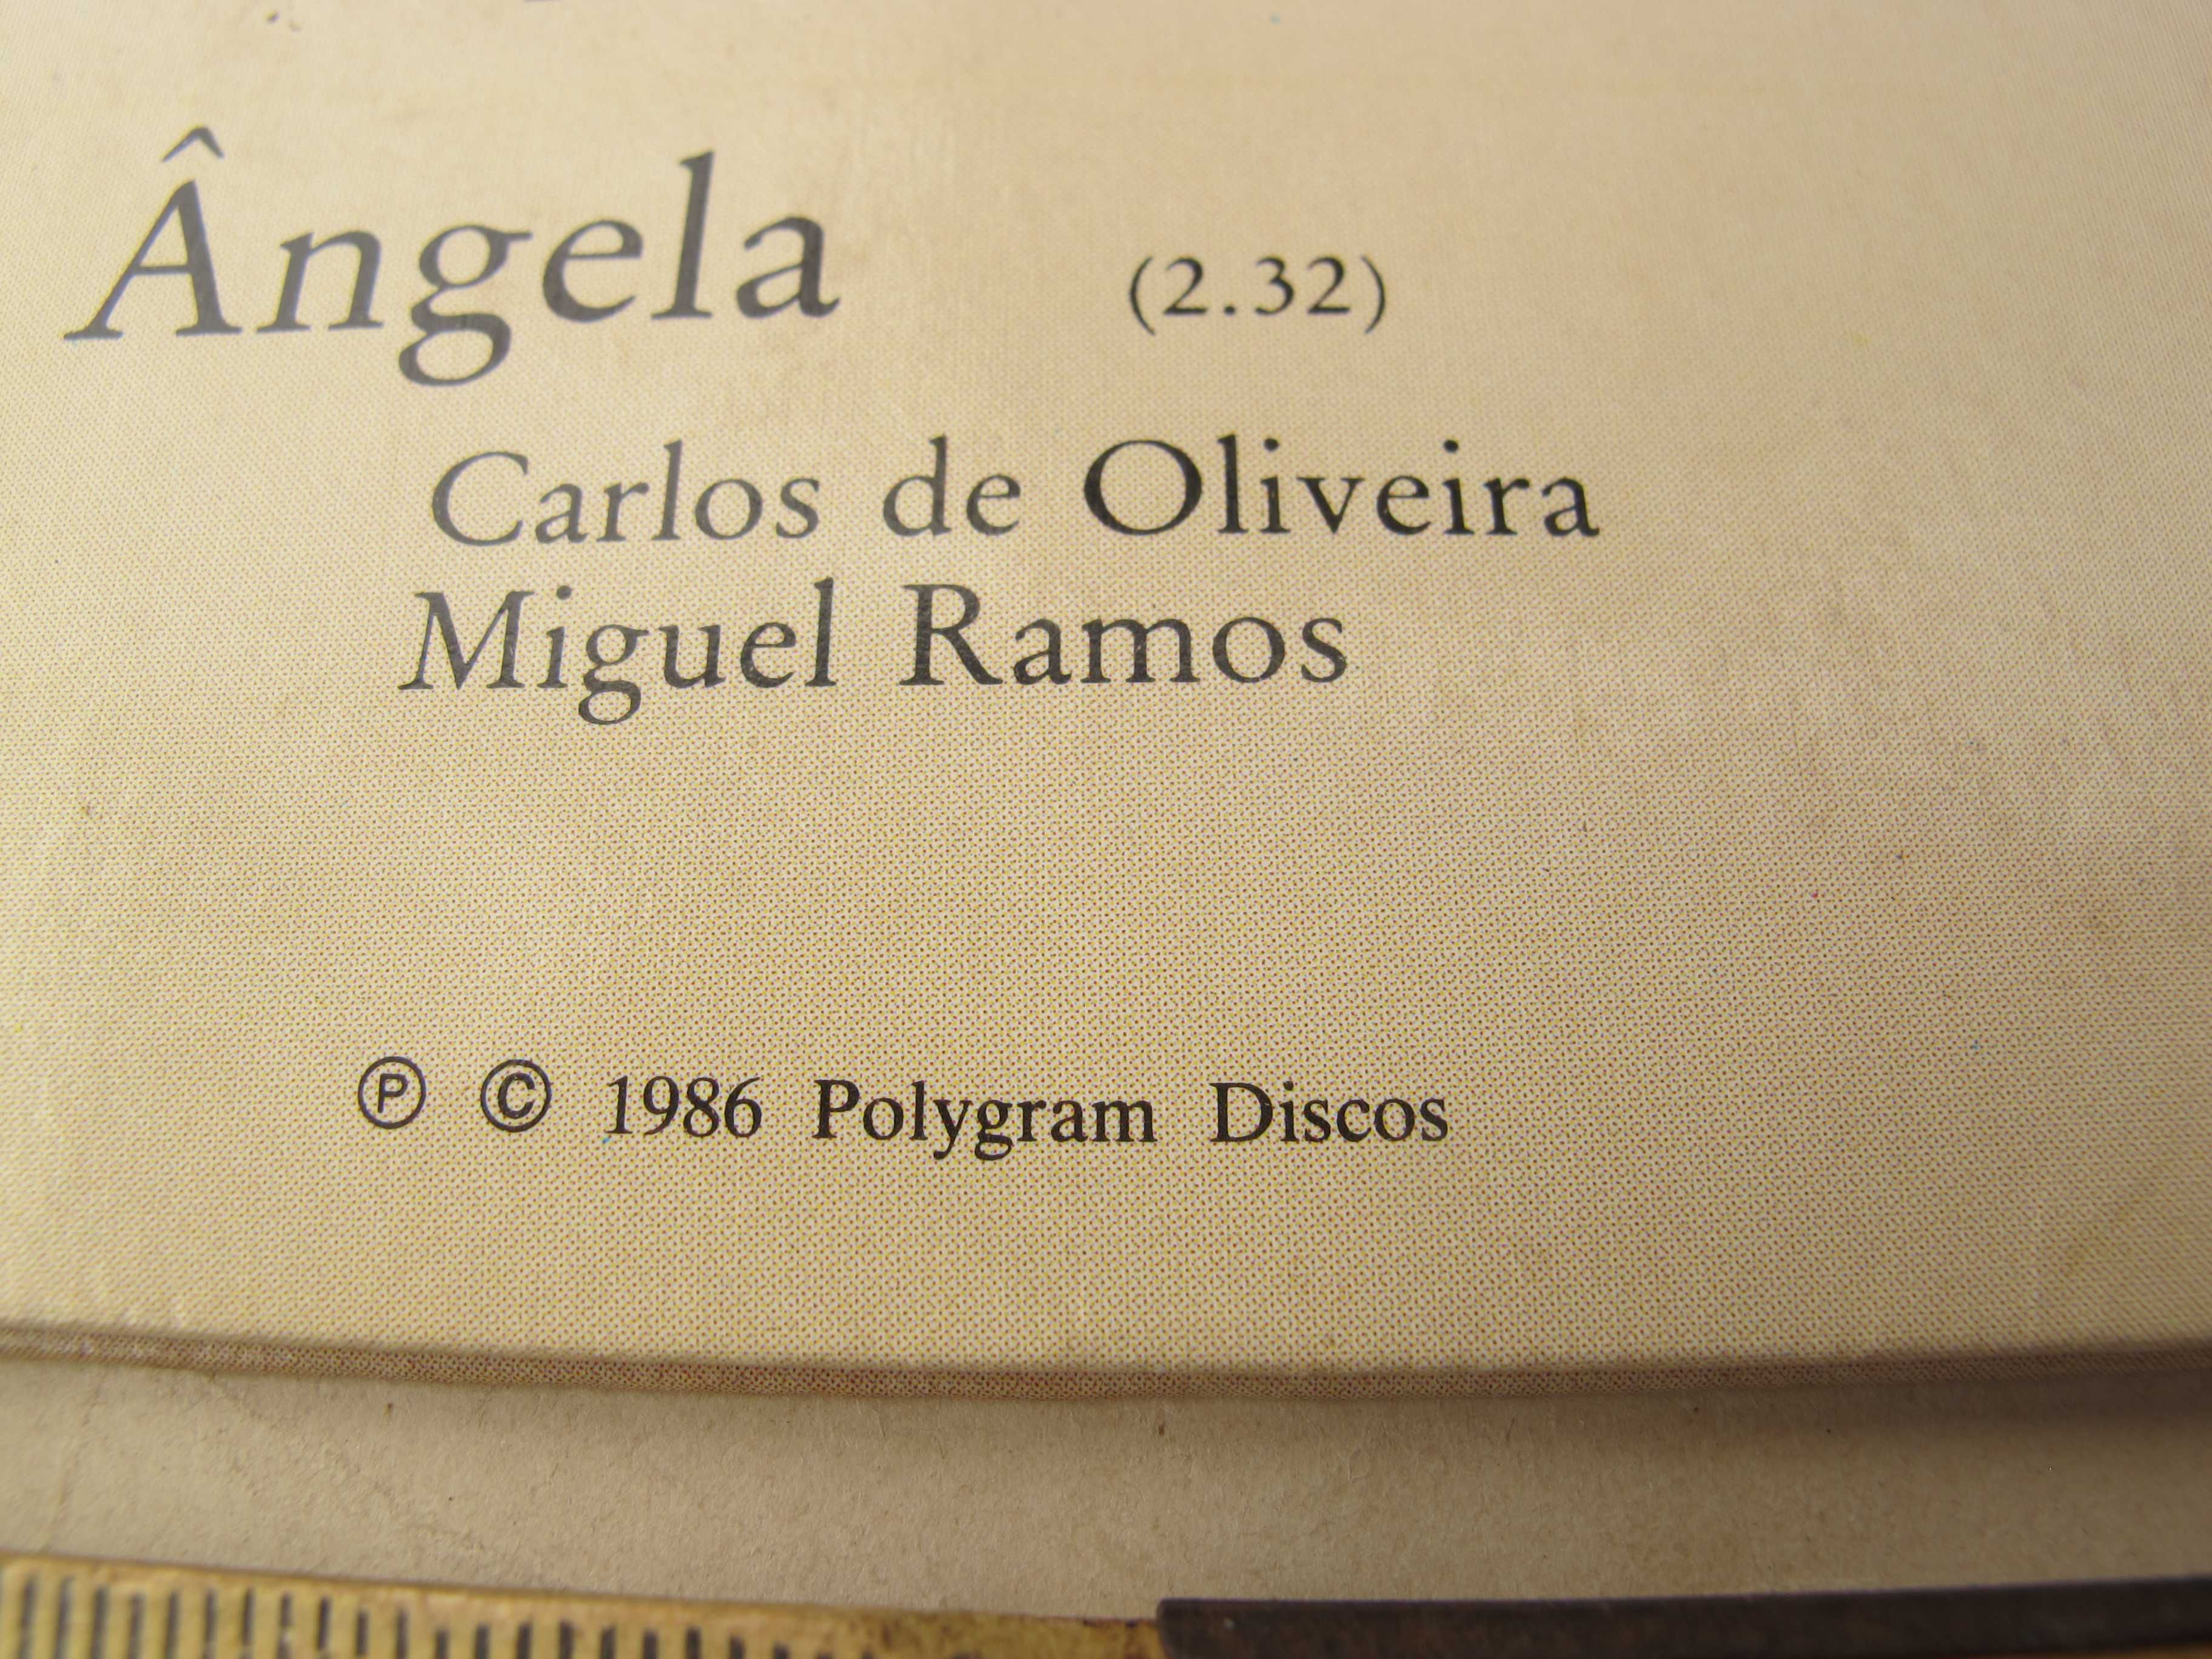 Ângela (2.32)
Carlos de Oliveira
Miguel Ramos
℗ © 1986 Polygram Discos